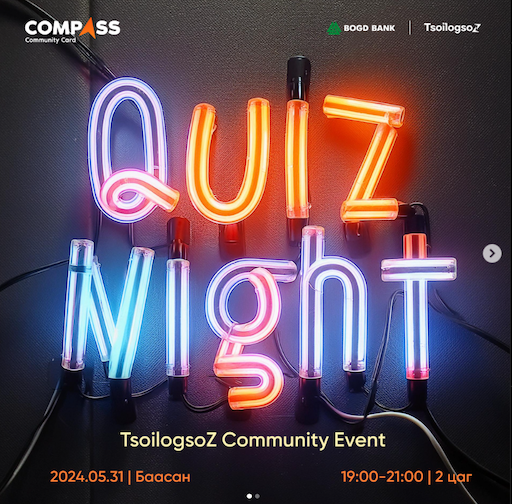 COMPASS
Community Card
BOGD BANK | TsoilogsoZ
QUIZ
Night
TsoilogsoZ Community Event
2024.05.31 | Баасан
19:00-21:00 | 2 цаг